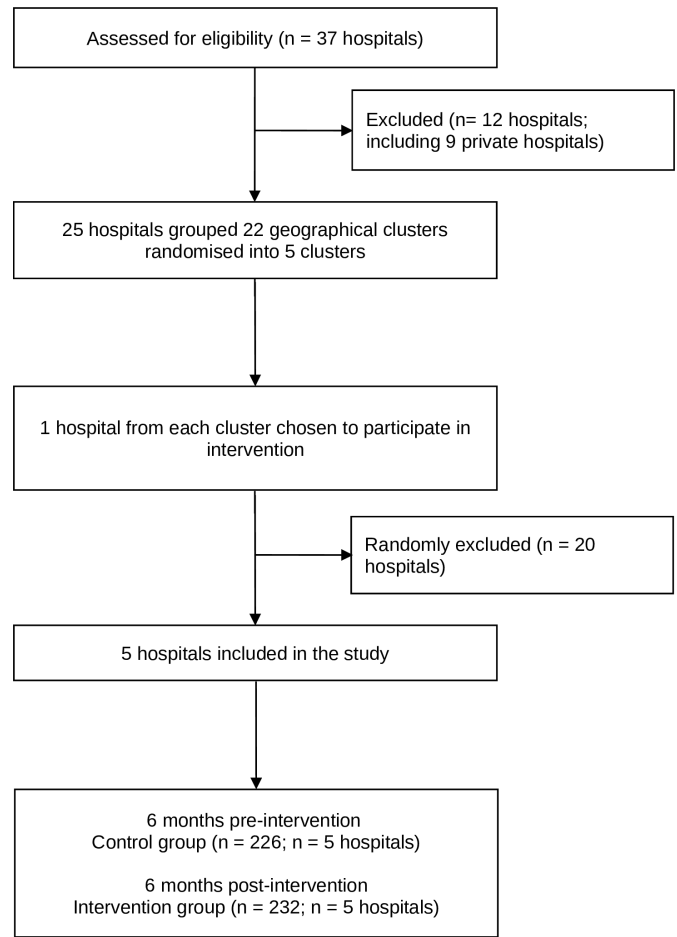 Assessed for eligibility (n = 37 hospitals)
Excluded (n= 12 hospitals;
including 9 private hospitals)
25 hospitals grouped 22 geographical clusters
randomised into 5 clusters
1 hospital from each cluster chosen to participate in
intervention
Randomly excluded (n = 20
hospitals)
5 hospitals included in the study
6 months pre-intervention
Control group (n = 226; n = 5 hospitals)
6 months post-intervention
Intervention group (n = 232; n = 5 hospitals)